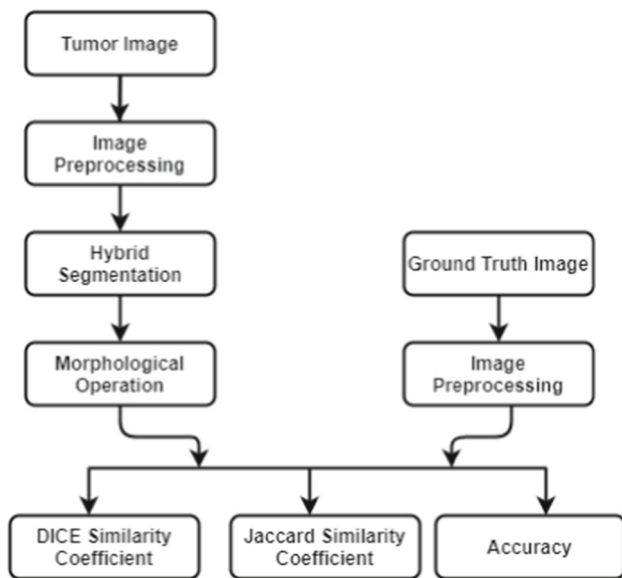 Tumor Image
Image
Preprocessing
Hybrid
Segmentation
Ground Truth Image
Morphological
Operation
Image
Preprocessing
DICE Similarity
Coefficient
Jaccard Similarity
Coefficient
Accuracy